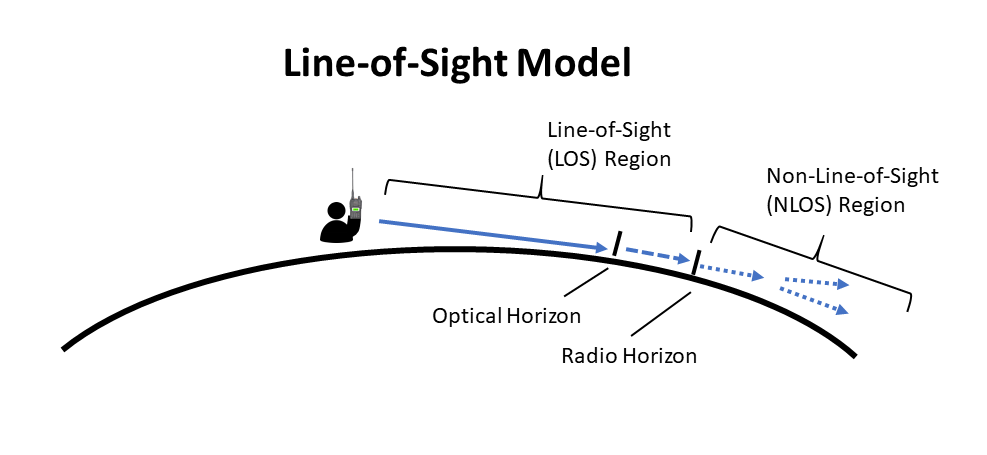 Line-of-Sight Model
Line-of-Sight
(LOS) Region
Non-Line-of-Sight
(NLOS) Region
Optical Horizon
Radio Horizon